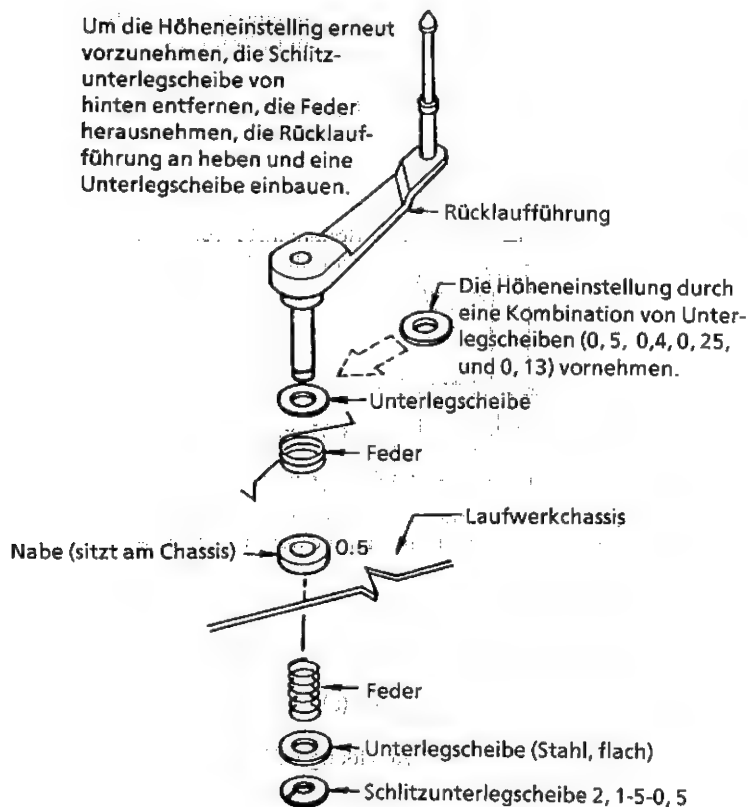 Um die Höheneinstellng erneut
vorzunehmen, die Schlitz-
unterlegscheibe von
hinten entfernen, die Feder
herausnehmen, die Rücklauf-
führung an heben und eine
Unterlegscheibe einbauen.
Rücklaufführung
Die Höheneinstellung durch
eine Kombination von Unter-
legscheiben (0, 5, 0,4, 0, 25,
und 0, 13) vornehmen.
Unterlegscheibe
Feder
Laufwerkchassis
Nabe (sitzt am Chassis)
0.5
Feder
Unterlegscheibe (Stahl, flach)
Schlitzunterlegscheibe 2, 1-5-0, 5